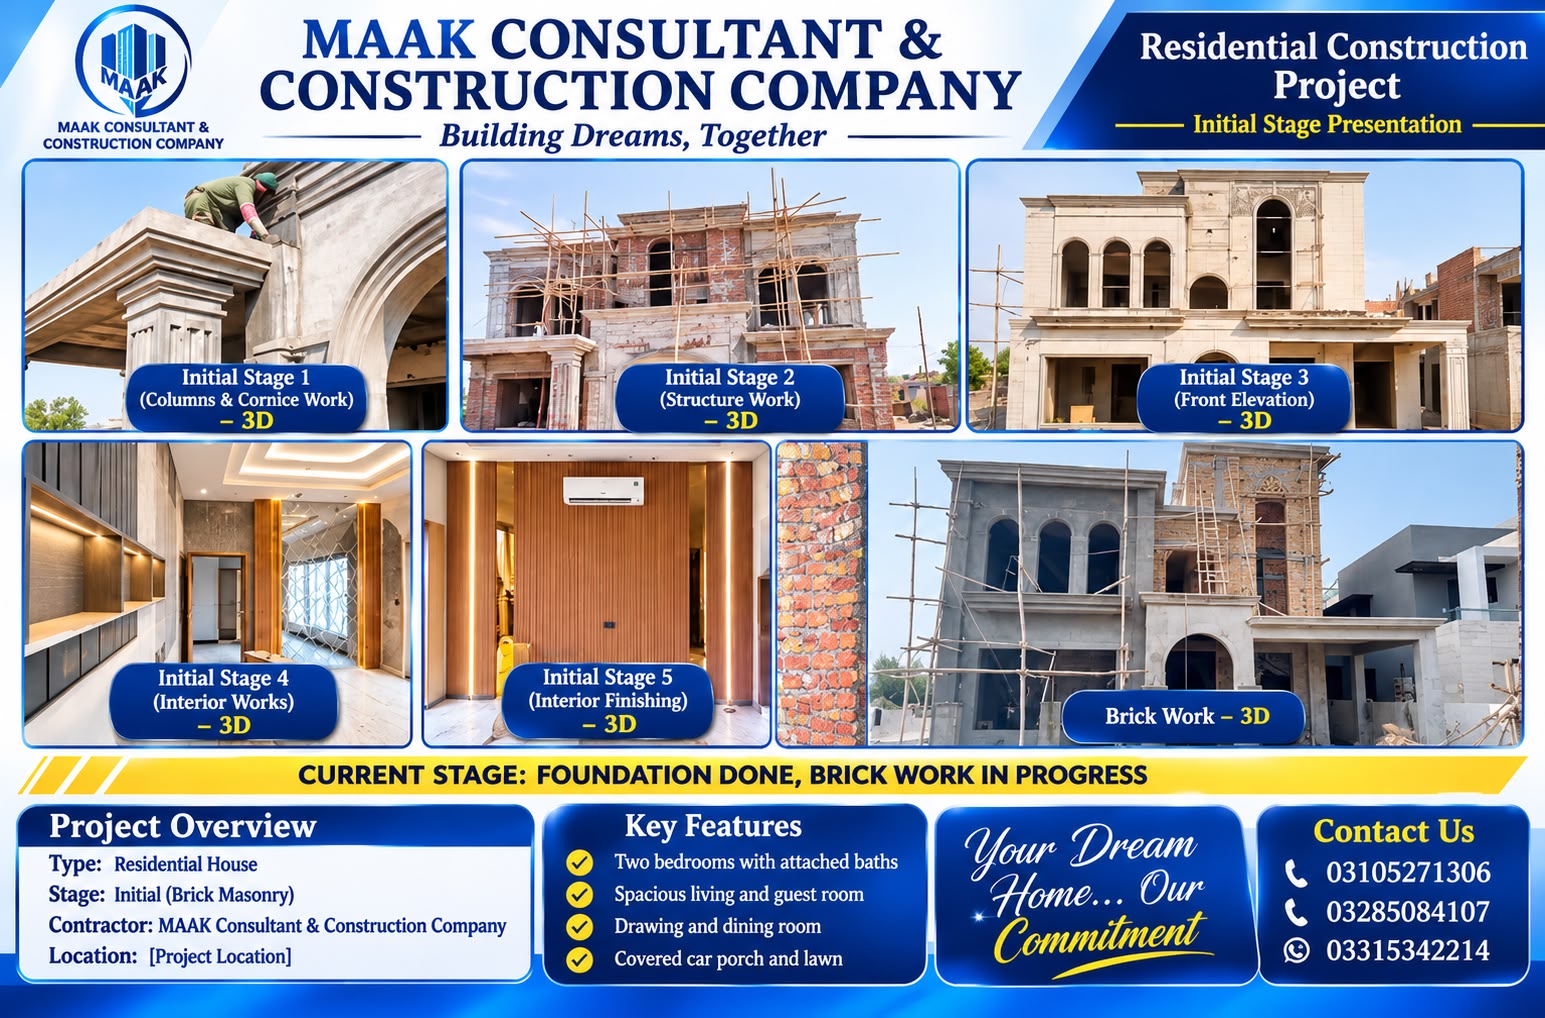 MAAK
MAAK CONSULTANT &
CONSTRUCTION COMPANY
MAAK CONSULTANT &
CONSTRUCTION COMPANY
Building Dreams, Together
Residential Construction
Project
Initial Stage Presentation
Initial Stage 1
(Columns & Cornice Work)
– 3D
Initial Stage 2
(Structure Work)
– 3D
Initial Stage 3
(Front Elevation)
– 3D
Initial Stage 4
(Interior Works)
– 3D
Initial Stage 5
(Interior Finishing)
– 3D
Brick Work – 3D
CURRENT STAGE: FOUNDATION DONE, BRICK WORK IN PROGRESS
Project Overview
Type: Residential House
Stage: Initial (Brick Masonry)
Contractor: MAAK Consultant & Construction Company
Location: [Project Location]
Key Features
Two bedrooms with attached baths
Spacious living and guest room
Drawing and dining room
Covered car porch and lawn
Your Dream
Home... Our
Commitment
Contact Us
03105271306
03285084107
03315342214